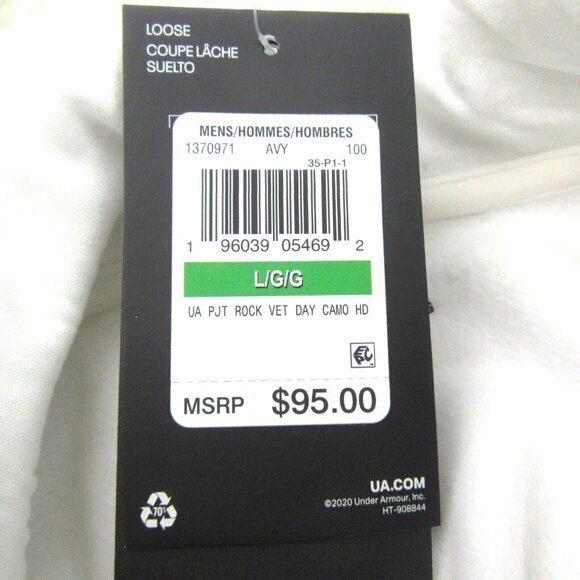 LOOSE
COUPE LÂCHE
SUELTO
MENS/HOMMES/HOMBRES
1370971 AVY 100
35-P1-1
1 96039 05469 2
L/G/G
UA PJT ROCK VET DAY CAMO HD
MSRP $95.00
70%
UA.COM
©2020 Under Armour, Inc.
HT-908844